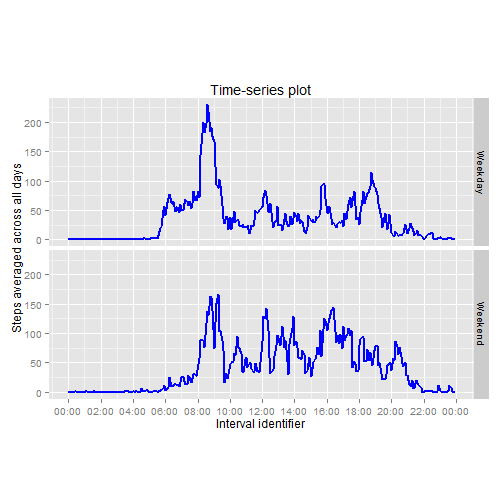 Time-series plot
Steps averaged across all days
200
150
100
50
0
Weekday
200
150
100
50
0
Weekend
00:00 02:00 04:00 06:00 08:00 10:00 12:00 14:00 16:00 18:00 20:00 22:00 00:00
Interval identifier